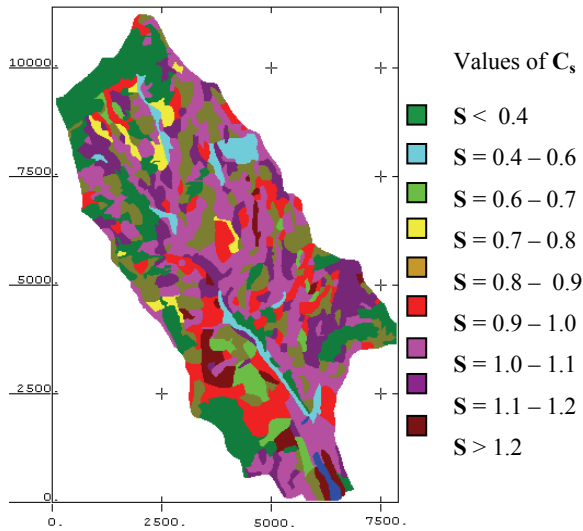 10000.
7500.
5000.
2500.
0.
0.
2500.
5000.
7500.
Values of Cs
S < 0.4
S = 0.4 – 0.6
S = 0.6 – 0.7
S = 0.7 – 0.8
S = 0.8 – 0.9
S = 0.9 – 1.0
S = 1.0 – 1.1
S = 1.1 – 1.2
S > 1.2